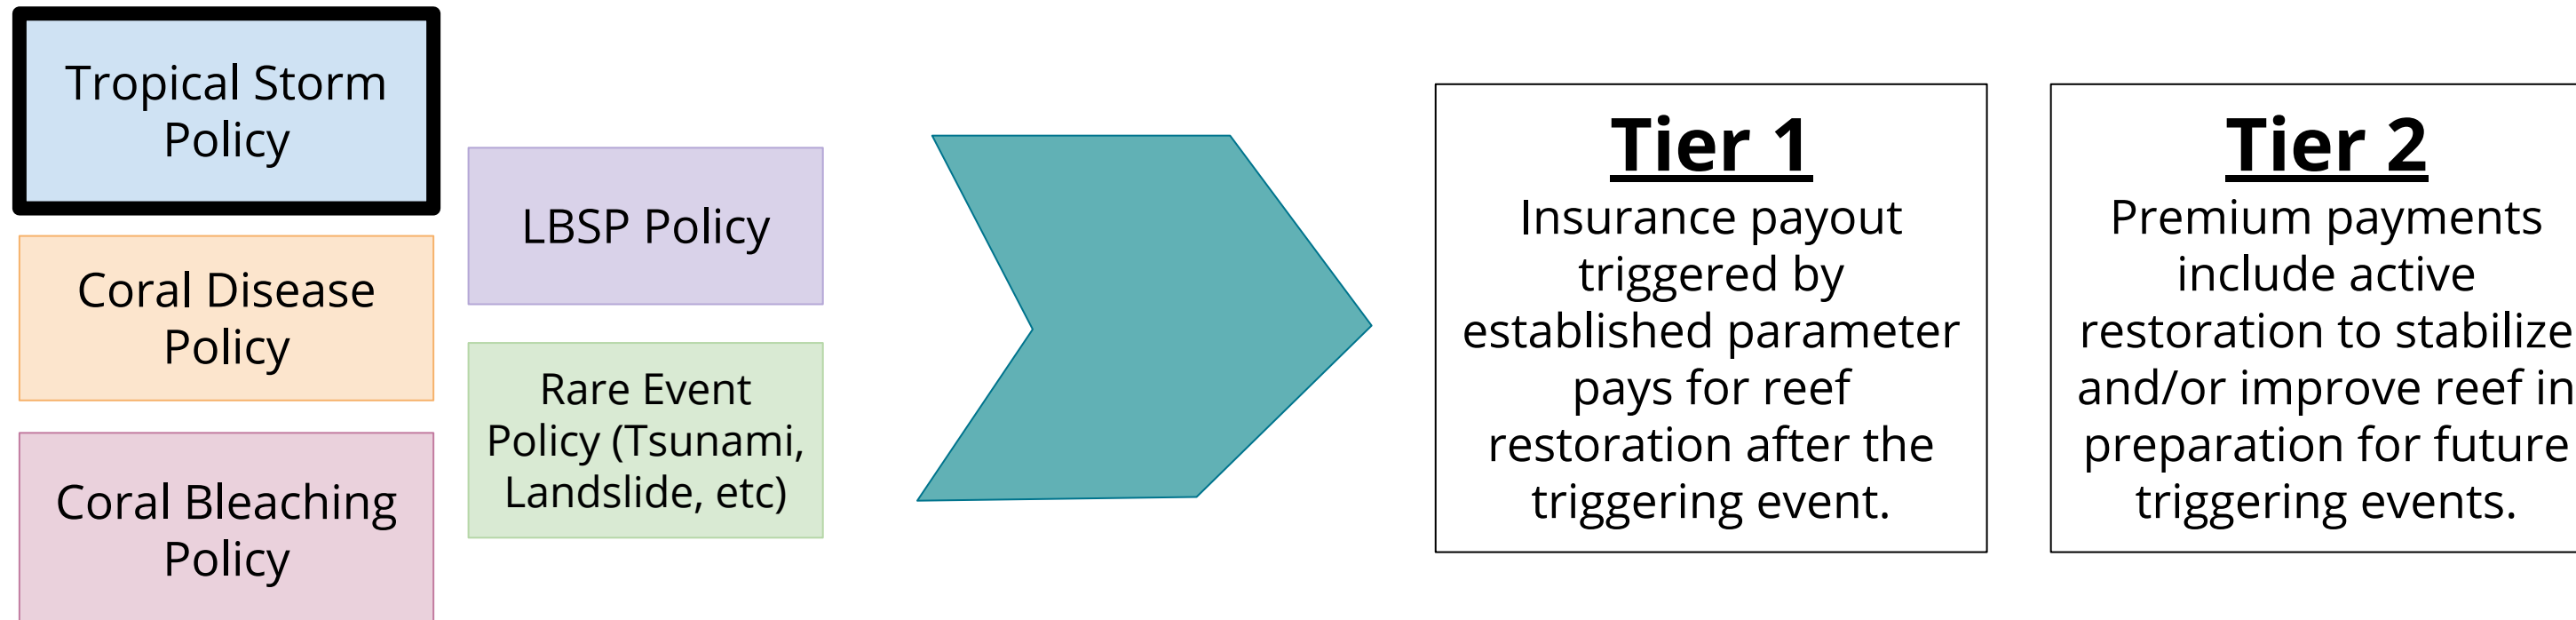 Tropical Storm
Policy
Coral Disease
Policy
Coral Bleaching
Policy
LBSP Policy
Rare Event
Policy (Tsunami,
Landslide, etc)
Tier 1
Insurance payout
triggered by
established parameter
pays for reef
restoration after the
triggering event.
Tier 2
Premium payments
include active
restoration to stabilize
and/or improve reef in
preparation for future
triggering events.